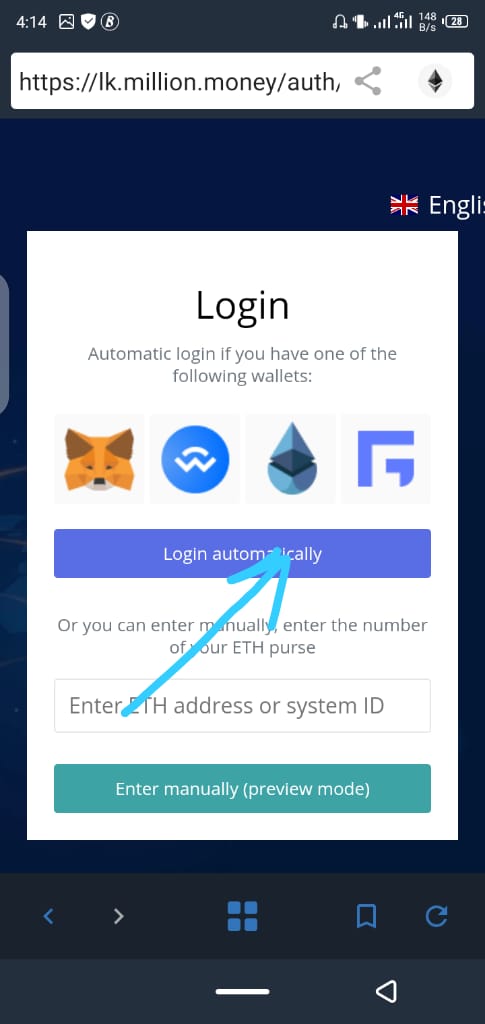 4:14
4G
148
B/s
28
https://lk.million.money/auth/
Engli
Login
Automatic login if you have one of the
following wallets:
Login automatically
Or you can enter manually, enter the number
of your ETH purse
Enter ETH address or system ID
Enter manually (preview mode)